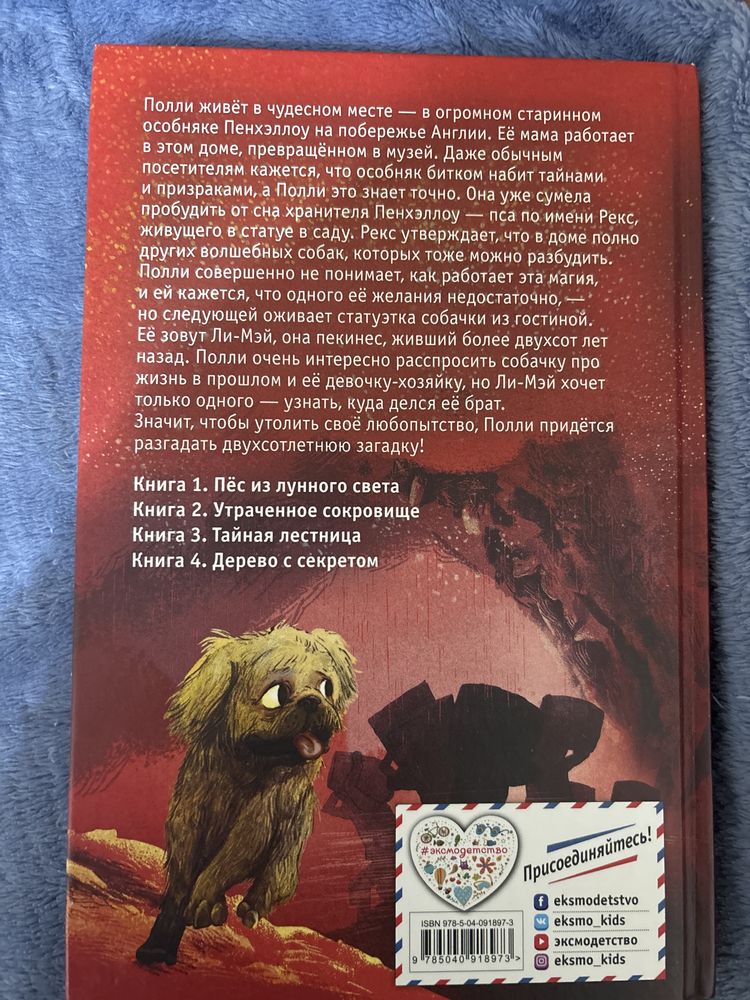 Полли живёт в чудесном месте — в огромном старинном
особняке Пенхэллоу на побережье Англии. Её мама работает
в этом доме, превращённом в музей. Даже обычным
посетителям кажется, что особняк битком набит тайнами
и призраками, а Полли это знает точно. Она уже сумела
пробудить от сна хранителя Пенхэллоу — пса по имени Рекс,
живущего в статуе в саду. Рекс утверждает, что в доме полно
других волшебных собак, которых тоже можно разбудить.
Полли совершенно не понимает, как работает эта магия,
и ей кажется, что одного её желания недостаточно, —
но следующей оживает статуэтка собачки из гостиной.
Её зовут Ли-Мэй, она пекинес, живший более двухсот лет
назад. Полли очень интересно расспросить собачку про
жизнь в прошлом и её девочку-хозяйку, но Ли-Мэй хочет
только одного — узнать, куда делся её брат.
Значит, чтобы утолить своё любопытство, Полли придётся
разгадать двухсотлетнюю загадку!
Книга 1. Пёс из лунного света
Книга 2. Утраченное сокровище
Книга 3. Тайная лестница
Книга 4. Дерево с секретом
#эксмодетство
Присоединяйтесь!
eksmodetstvo
eksmo_kids
эксмодетство
eksmo_kids
ISBN 978-5-04-091897-3
9 785040 918973 >